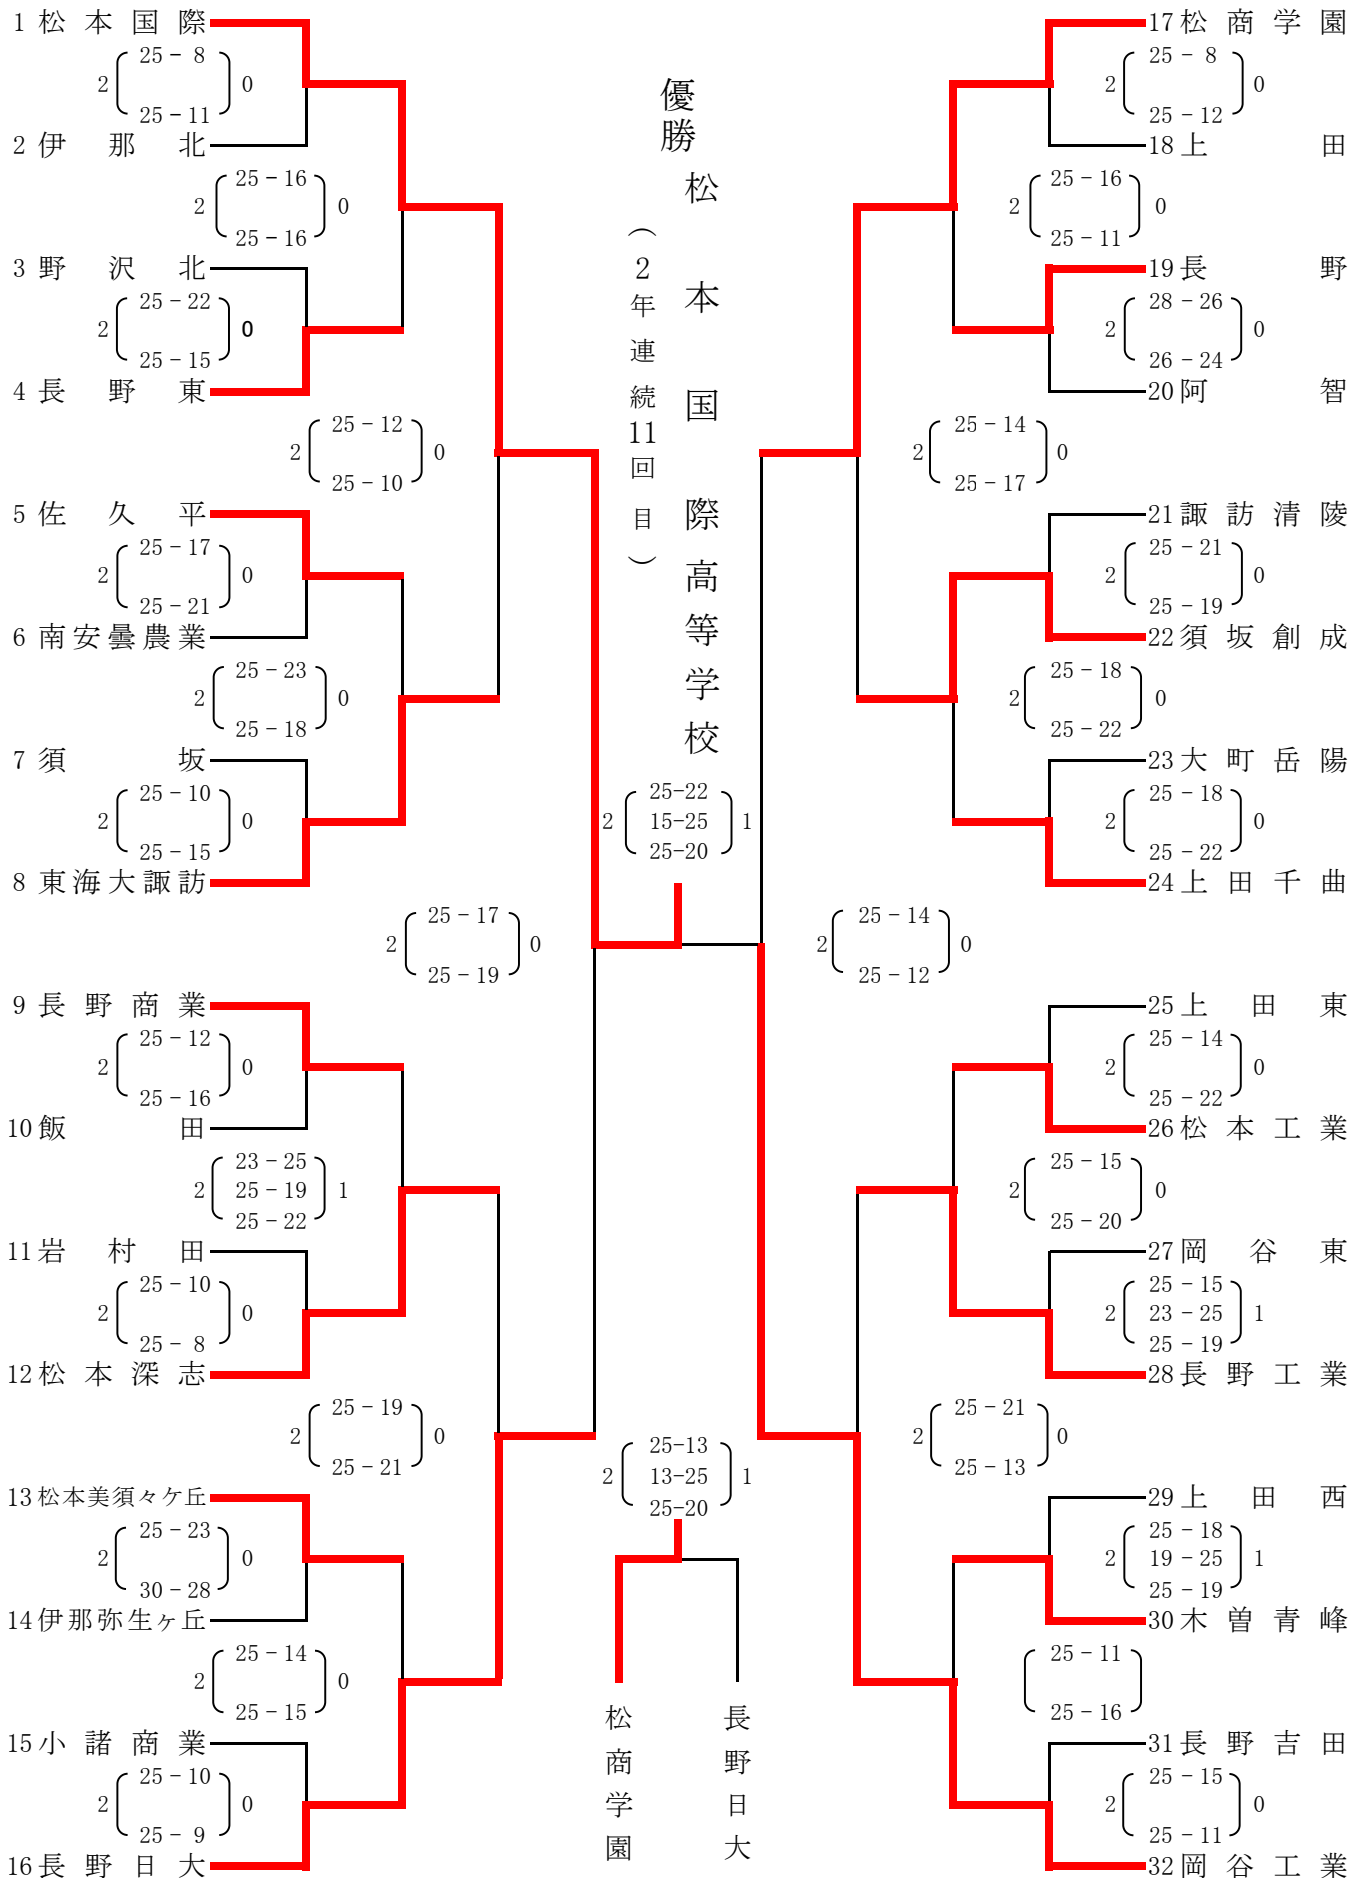 1 松本国際
25 - 8
2 0
25 - 11
2 伊那北
25 - 16
2 0
25 - 16
3 野沢北
25 - 22
2 0
25 - 15
4 長野東
25 - 12
2 0
25 - 10
5 佐久平
25 - 17
2 0
25 - 21
6 南安曇農業
25 - 23
2 0
25 - 18
7 須坂
25 - 10
2 0
25 - 15
8 東海大諏訪
25 - 17
2 0
25 - 19
9 長野商業
25 - 12
2 0
25 - 16
10 飯田
23 - 25
2 25 - 19 1
25 - 22
11 岩村田
25 - 10
2 0
25 - 8
12 松本深志
25 - 19
2 0
25 - 21
13 松本美須々ケ丘
25 - 23
2 0
30 - 28
14 伊那弥生ヶ丘
25 - 14
2 0
25 - 15
15 小諸商業
25 - 10
2 0
25 - 9
16 長野日大
優勝
松本国際高等学校
（2年連続11回目）
25-22
2 15-25 1
25-20
25-13
2 13-25 1
25-20
松商学園
長野日大
17 松商学園
25 - 8
2 0
25 - 12
18 上田
25 - 16
2 0
25 - 11
19 長野
28 - 26
2 0
26 - 24
20 阿智
25 - 14
2 0
25 - 17
21 諏訪清陵
25 - 21
2 0
25 - 19
22 須坂創成
25 - 18
2 0
25 - 22
23 大町岳陽
25 - 18
2 0
25 - 22
24 上田千曲
25 - 14
2 0
25 - 12
25 上田東
25 - 14
2 0
25 - 22
26 松本工業
25 - 15
2 0
25 - 20
27 岡谷東
25 - 15
2 23 - 25 1
25 - 19
28 長野工業
25 - 21
2 0
25 - 13
29 上田西
25 - 18
2 19 - 25 1
25 - 19
30 木曽青峰
25 - 11
25 - 16
31 長野吉田
25 - 15
2 0
25 - 11
32 岡谷工業